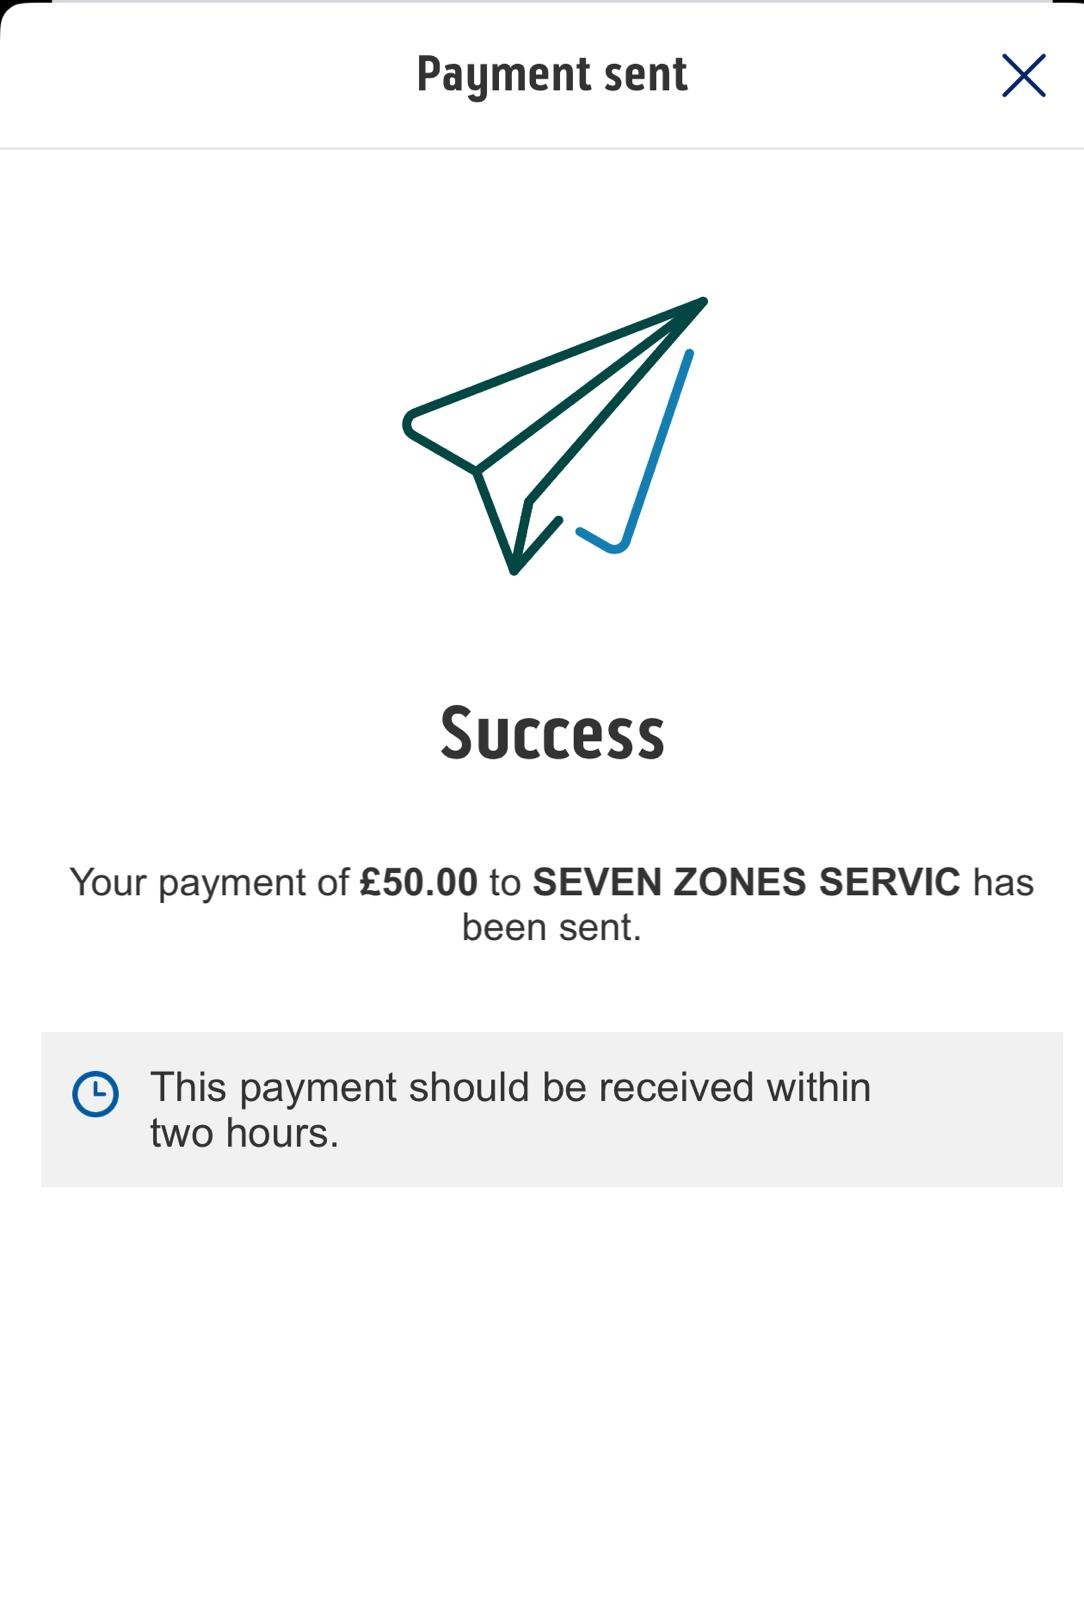 Payment sent
Success
Your payment of £50.00 to SEVEN ZONES SERVIC has
been sent.
This payment should be received within
two hours.